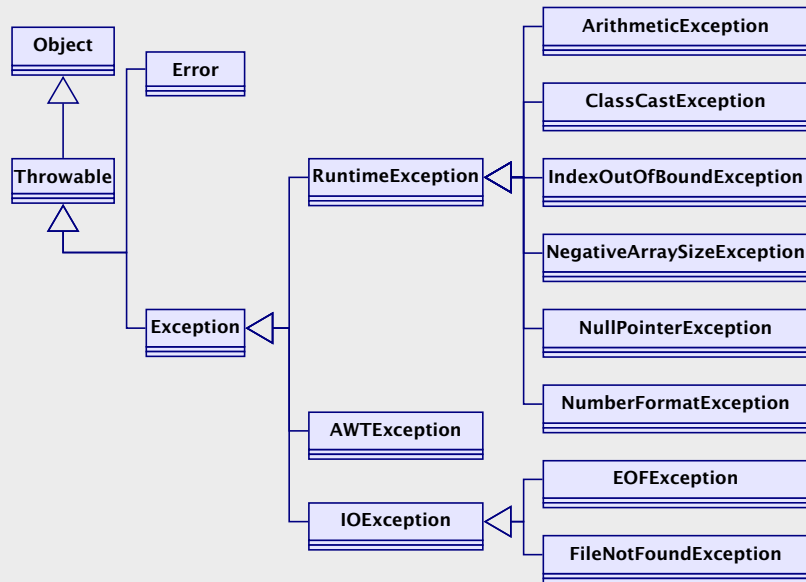 Object
Error
Throwable
Exception
RuntimeException
AWTException
IOException
ArithmeticException
ClassCastException
IndexOutOfBoundException
NegativeArraySizeException
NullPointerException
NumberFormatException
EOFException
FileNotFoundException